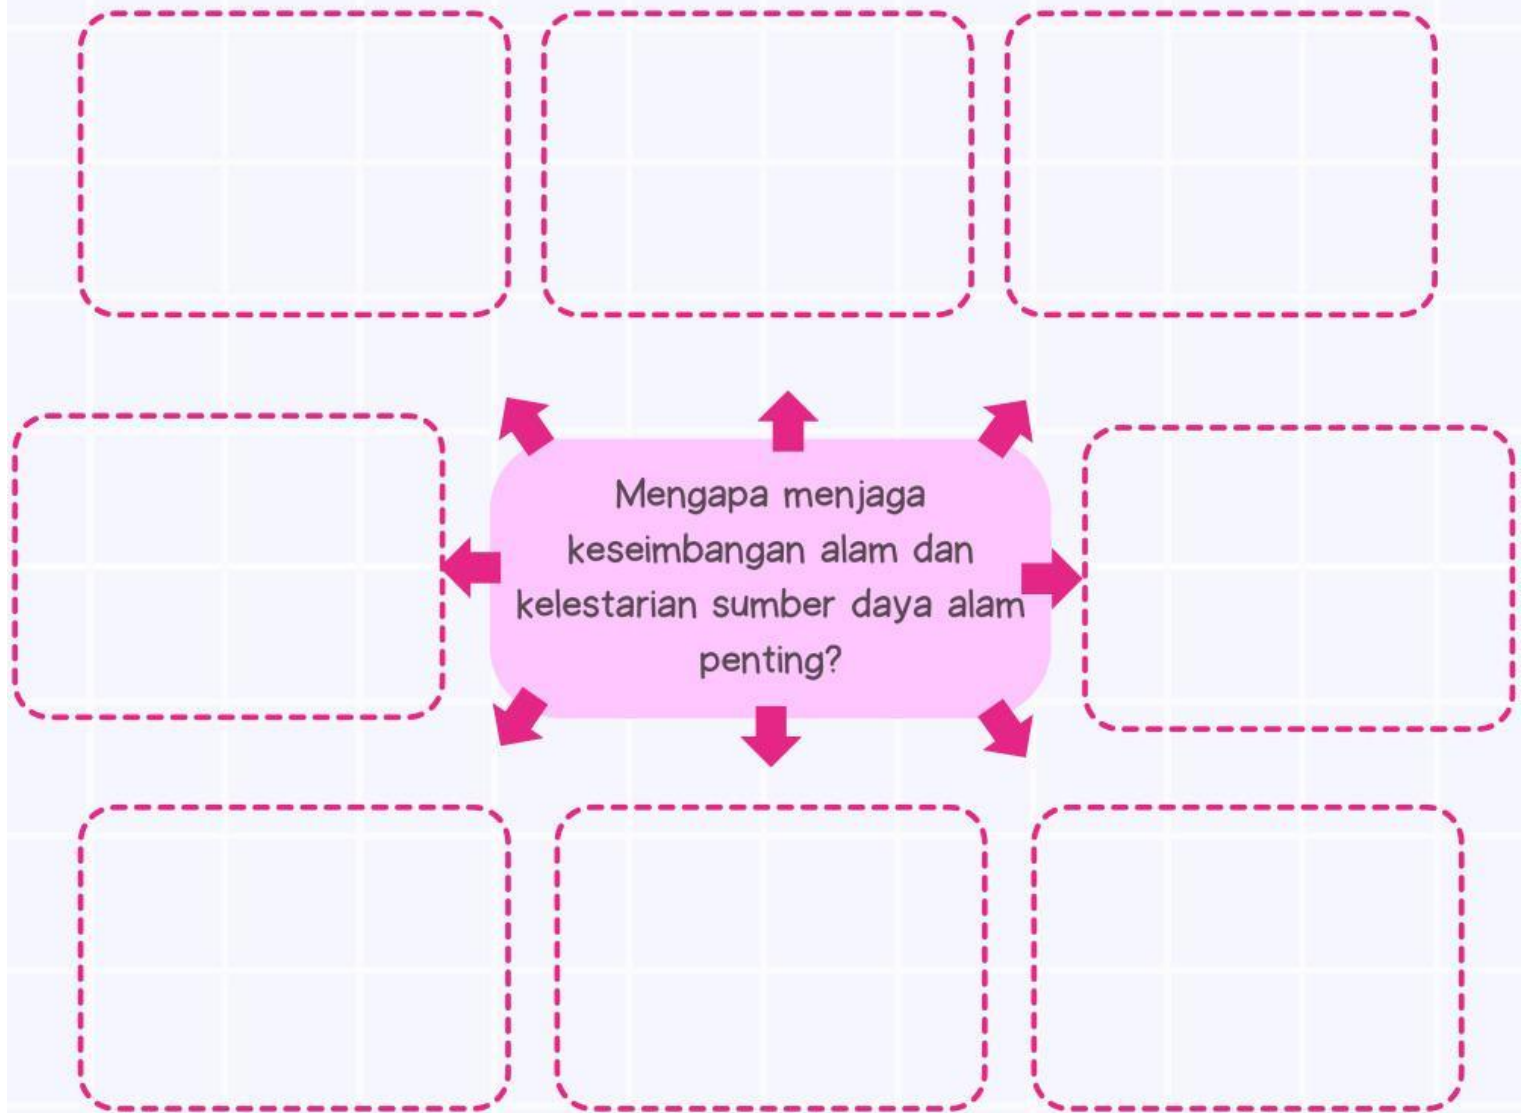 Mengapa menjaga
keseimbangan alam dan
kelestarian sumber daya alam
penting?